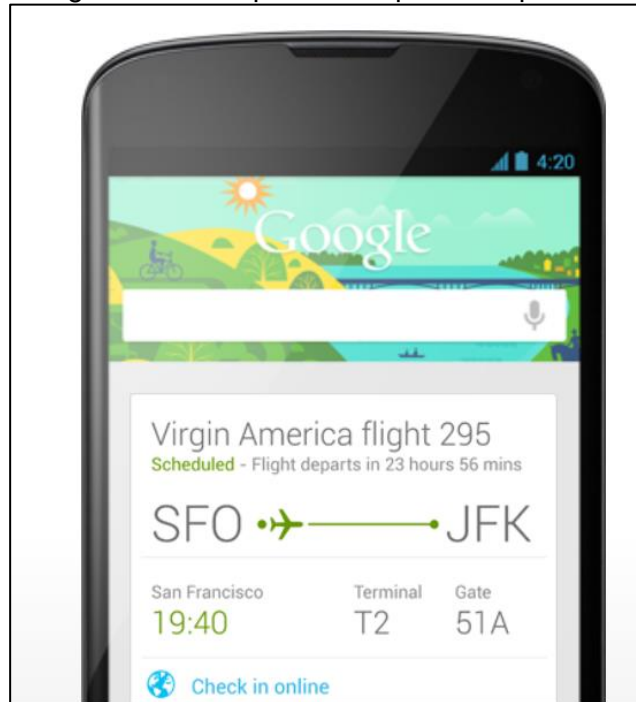 4:20
Google
Virgin America flight 295
Scheduled - Flight departs in 23 hours 56 mins
SFO JFK
San Francisco Terminal Gate
19:40 T2 51A
Check in online